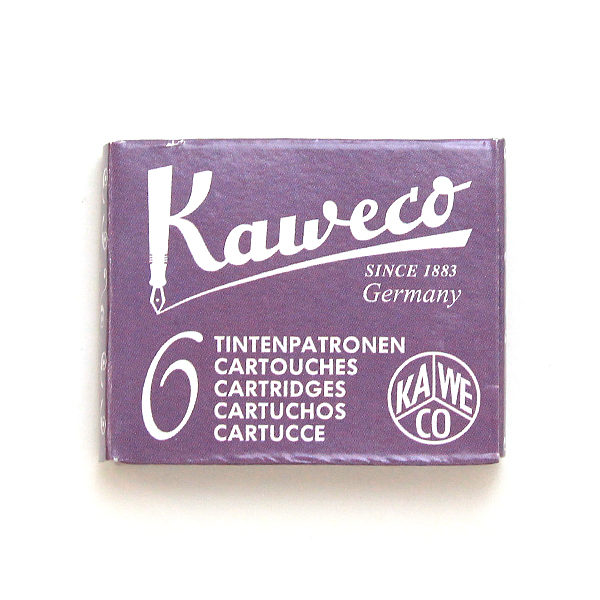 Kaweco
SINCE 1883
Germany
6
TINTENPATRONEN
CARTOUCHES
CARTRIDGES
CARTUCHOS
CARTUCCE
KA WE
CO